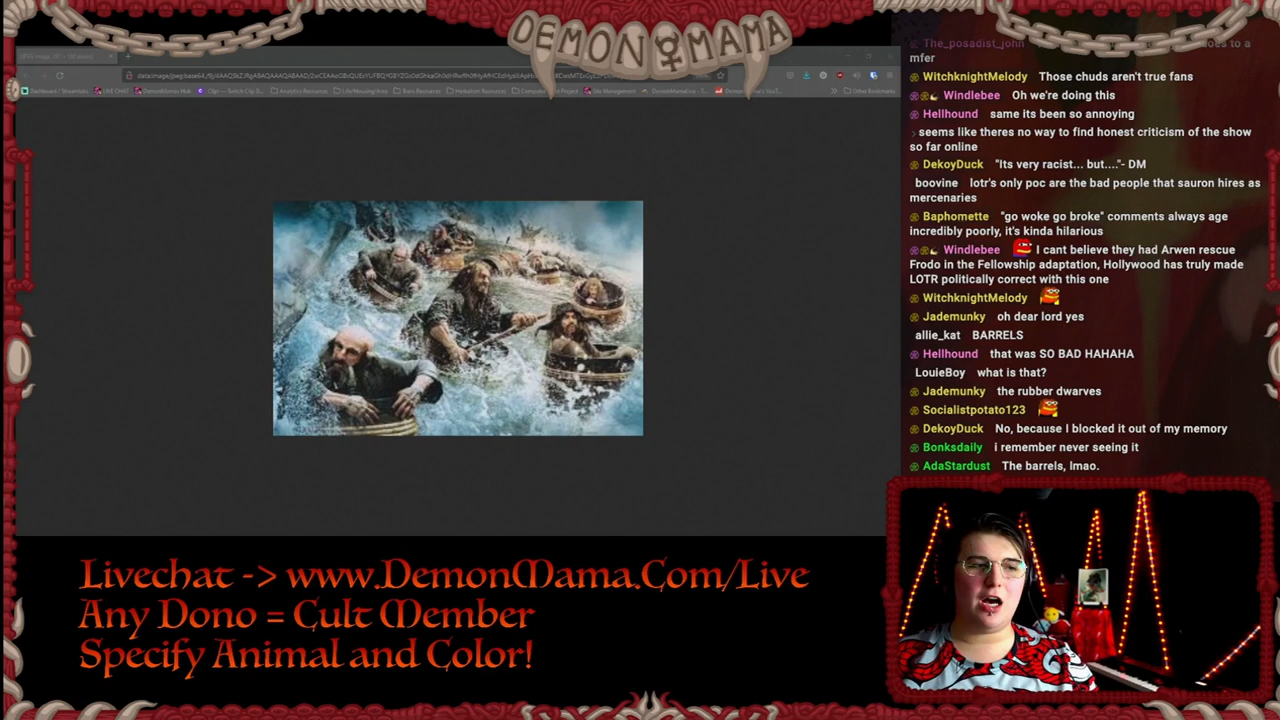 DEMON MAMA
The_posadist_john
mfer
WitchknightMelody Those chuds aren't true fans
Windlebee Oh we're doing this
Hellhound same its been so annoying
seems like theres no way to find honest criticism of the show
so far online
DekoyDuck "Its very racist... but...."- DM
boovine lotr's only poc are the bad people that sauron hires as
mercenaries
Baphomette "go woke go broke" comments always age
incredibly poorly, it's kinda hilarious
Windlebee I cant believe they had Arwen rescue
Frodo in the Fellowship adaptation, Hollywood has truly made
LOTR politically correct with this one
WitchknightMelody
Jademunky oh dear lord yes
allie_kat BARRELS
Hellhound that was SO BAD HAHAHA
LouieBoy what is that?
Jademunky the rubber dwarves
Socialistpotato123
DekoyDuck No, because I blocked it out of my memory
Bonksdaily i remember never seeing it
AdaStardust The barrels, lmao.
Livechat -> www.DemonMama.Com/Live
Any Dono = Cult Member
Specify Animal and Color!